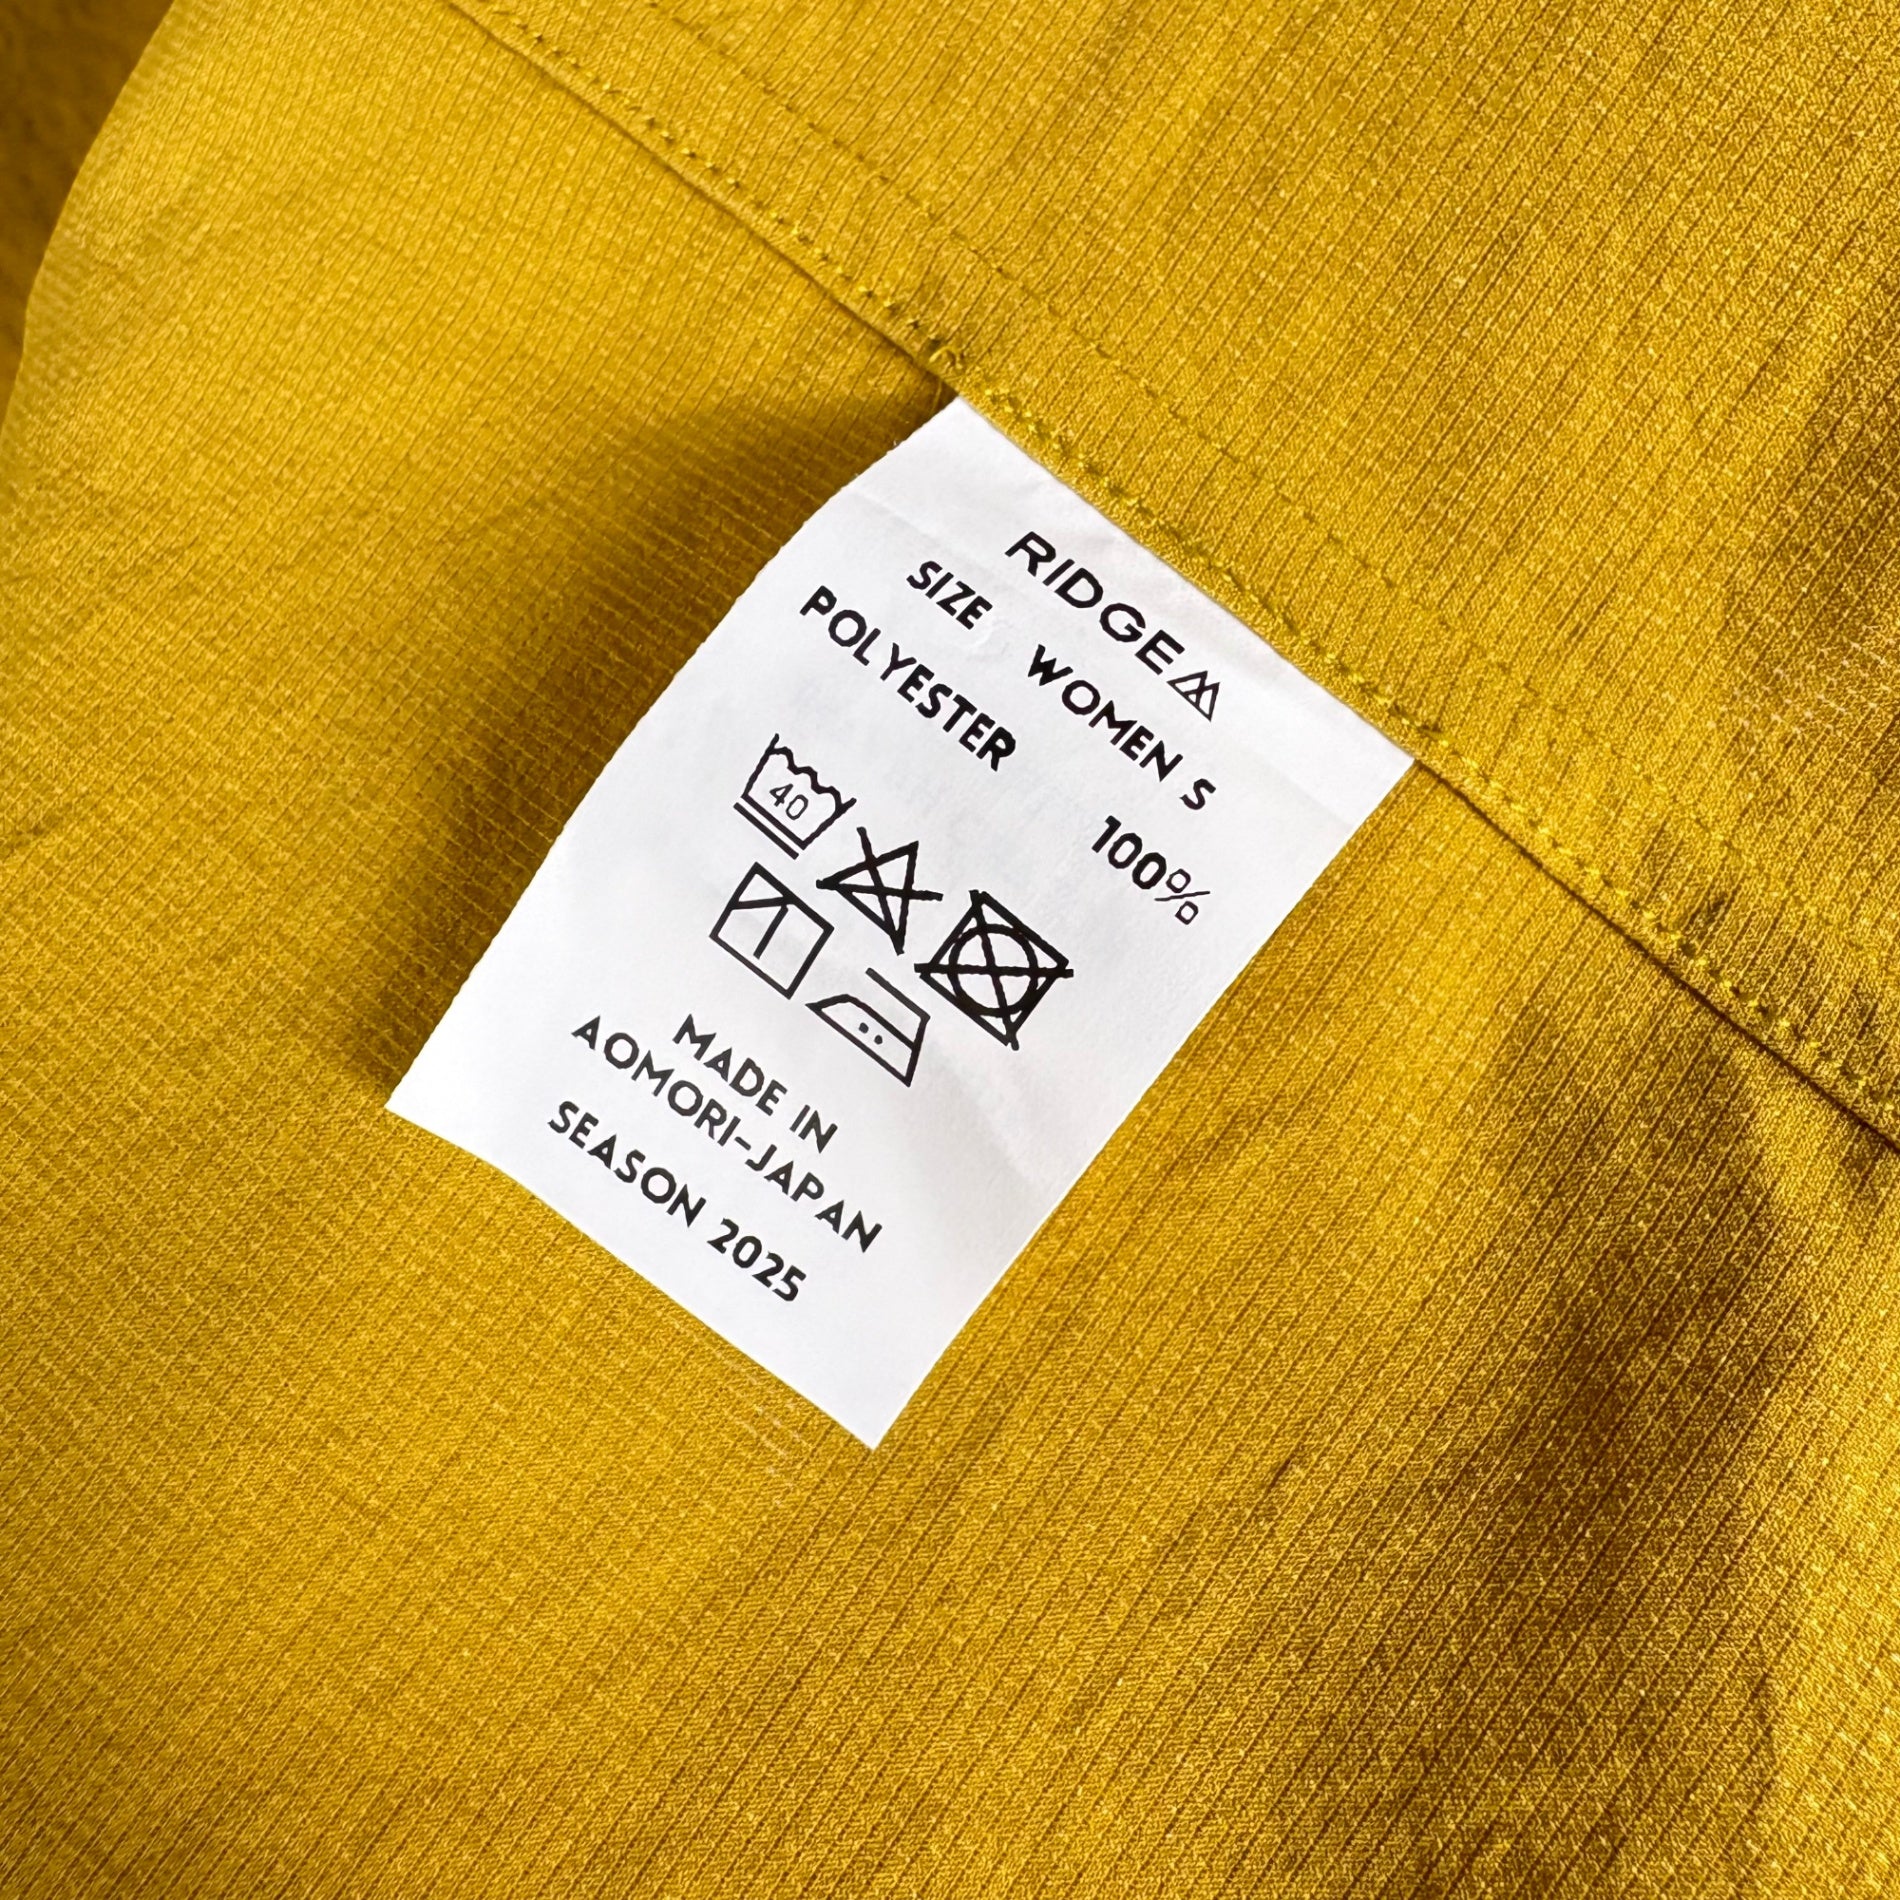 RIDGE
SIZE WOMEN S
POLYESTER 100%
40
MADE IN
AOMORI-JAPAN
SEASON 2025